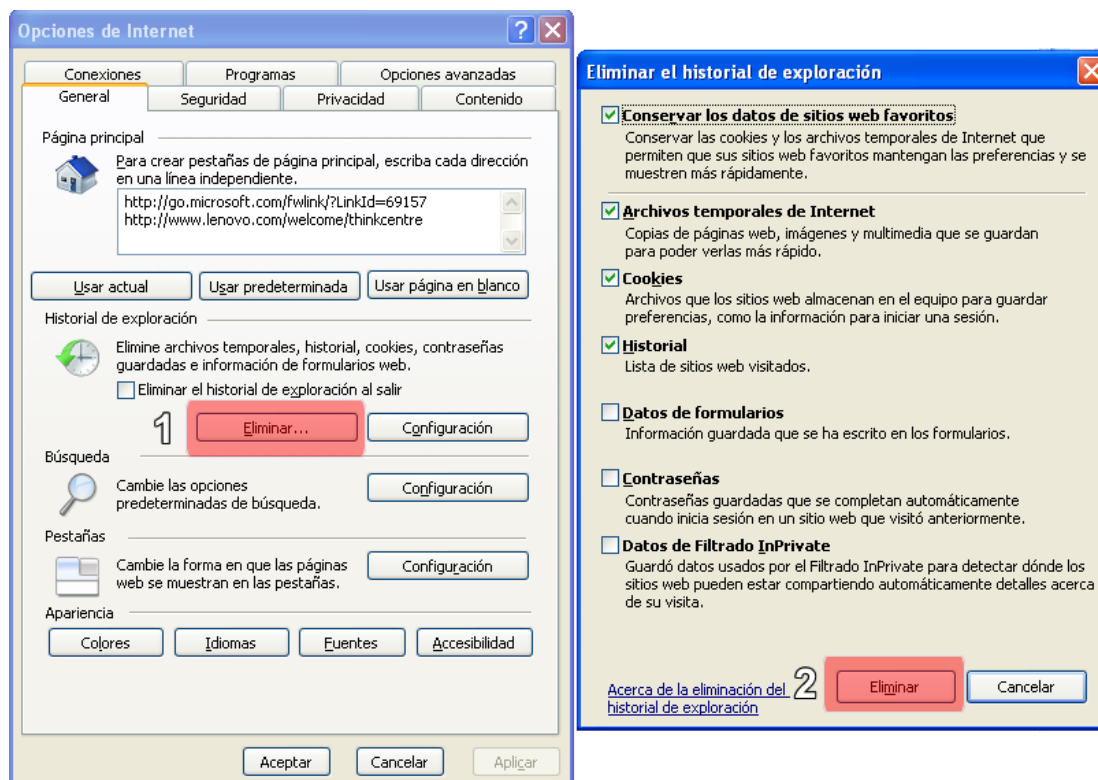 Opciones de Internet
Conexiones
Programas
Opciones avanzadas
General
Seguridad
Privacidad
Contenido
Página principal
Para crear pestañas de página principal, escriba cada dirección
en una línea independiente.
http://go.microsoft.com/fwlink/?LinkId=69157
http://www.lenovo.com/welcome/thinkcentre
Usar actual
Usar predeterminada
Usar página en blanco
Historial de exploración
Elimine archivos temporales, historial, cookies, contraseñas
guardadas e información de formularios web.
Eliminar el historial de exploración al salir
1
Eliminar...
Configuración
Búsqueda
Cambie las opciones
predeterminadas de búsqueda.
Configuración
Pestañas
Cambie la forma en que las páginas
web se muestran en las pestañas.
Configuración
Apariencia
Colores
Idiomas
Fuentes
Accesibilidad
Aceptar
Cancelar
Aplicar
Eliminar el historial de exploración
Conservar los datos de sitios web favoritos
Conservar las cookies y los archivos temporales de Internet que
permiten que sus sitios web favoritos mantengan las preferencias y se
muestren más rápidamente.
Archivos temporales de Internet
Copias de páginas web, imágenes y multimedia que se guardan
para poder verlas más rápido.
Cookies
Archivos que los sitios web almacenan en el equipo para guardar
preferencias, como la información para iniciar una sesión.
Historial
Lista de sitios web visitados.
Datos de formularios
Información guardada que se ha escrito en los formularios.
Contraseñas
Contraseñas guardadas que se completan automáticamente
cuando inicia sesión en un sitio web que visitó anteriormente.
Datos de Filtrado InPrivate
Guardó datos usados por el Filtrado InPrivate para detectar dónde los
sitios web pueden estar compartiendo automáticamente detalles acerca
de su visita.
Acerca de la eliminación del
historial de exploración
2
Eliminar
Cancelar